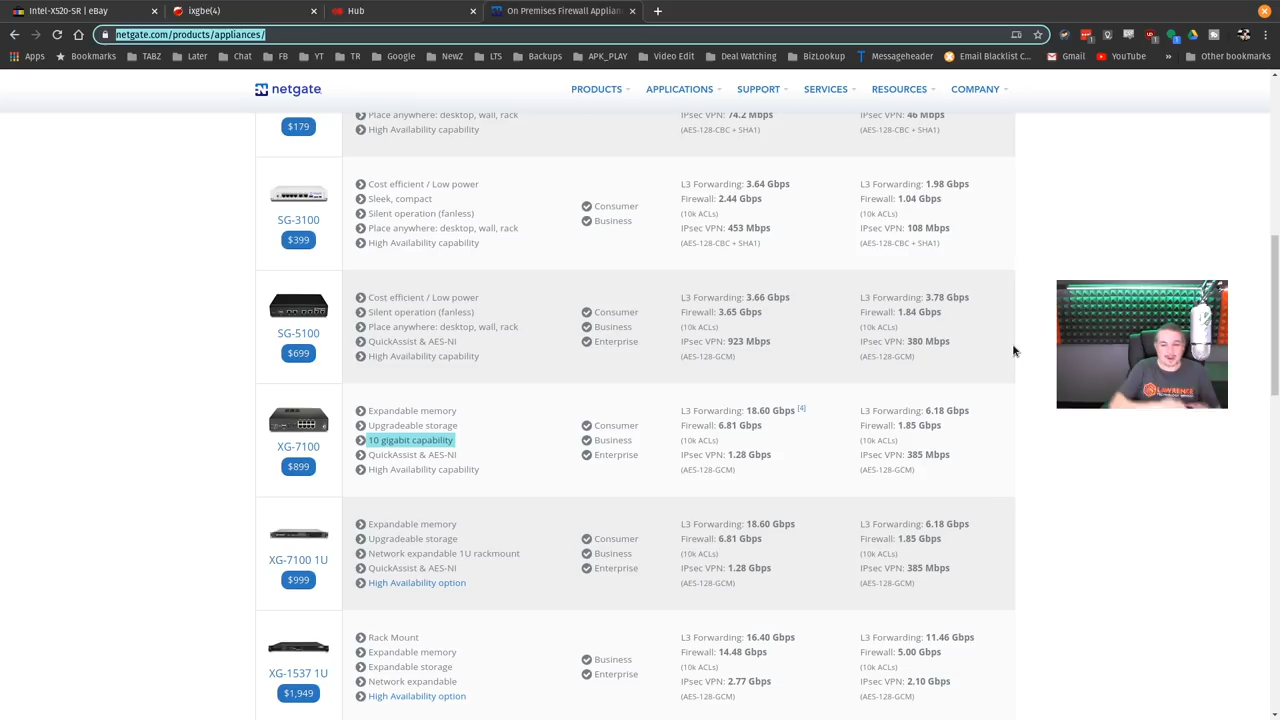 Intel-X520-SR | eBay
ixgbe(4)
Hub
On Premises Firewall Applian
netgate.com/products/appliances/
Apps
Bookmarks
TABZ
Later
Chat
FB
YT
TR
Google
NewZ
LTS
Backups
APK_PLAY
Video Edit
Deal Watching
BizLookup
Messageheader
Email Blacklist C...
Gmail
YouTube
»
Other bookmarks
netgate
PRODUCTS
APPLICATIONS
SUPPORT
SERVICES
RESOURCES
COMPANY
$179
Place anywhere: desktop, wall, rack
High Availability capability
IPsec VPN: 74.2 Mbps
(AES-128-CBC + SHA1)
IPsec VPN: 46 Mbps
(AES-128-CBC + SHA1)
SG-3100
$399
Cost efficient / Low power
Sleek, compact
Silent operation (fanless)
Place anywhere: desktop, wall, rack
High Availability capability
Consumer
Business
L3 Forwarding: 3.64 Gbps
Firewall: 2.44 Gbps
(10k ACLs)
IPsec VPN: 453 Mbps
(AES-128-CBC + SHA1)
L3 Forwarding: 1.98 Gbps
Firewall: 1.04 Gbps
(10k ACLs)
IPsec VPN: 108 Mbps
(AES-128-CBC + SHA1)
SG-5100
$699
Cost efficient / Low power
Silent operation (fanless)
Place anywhere: desktop, wall, rack
QuickAssist & AES-NI
High Availability capability
Consumer
Business
Enterprise
L3 Forwarding: 3.66 Gbps
Firewall: 3.65 Gbps
(10k ACLs)
IPsec VPN: 923 Mbps
(AES-128-GCM)
L3 Forwarding: 3.78 Gbps
Firewall: 1.84 Gbps
(10k ACLs)
IPsec VPN: 380 Mbps
(AES-128-GCM)
XG-7100
$899
Expandable memory
Upgradeable storage
10 gigabit capability
QuickAssist & AES-NI
High Availability capability
Consumer
Business
Enterprise
L3 Forwarding: 18.60 Gbps [4]
Firewall: 6.81 Gbps
(10k ACLs)
IPsec VPN: 1.28 Gbps
(AES-128-GCM)
L3 Forwarding: 6.18 Gbps
Firewall: 1.85 Gbps
(10k ACLs)
IPsec VPN: 385 Mbps
(AES-128-GCM)
XG-7100 1U
$999
Expandable memory
Upgradeable storage
Network expandable 1U rackmount
QuickAssist & AES-NI
High Availability option
Consumer
Business
Enterprise
L3 Forwarding: 18.60 Gbps
Firewall: 6.81 Gbps
(10k ACLs)
IPsec VPN: 1.28 Gbps
(AES-128-GCM)
L3 Forwarding: 6.18 Gbps
Firewall: 1.85 Gbps
(10k ACLs)
IPsec VPN: 385 Mbps
(AES-128-GCM)
XG-1537 1U
$1,949
Rack Mount
Expandable memory
Expandable storage
Network expandable
High Availability option
Business
Enterprise
L3 Forwarding: 16.40 Gbps
Firewall: 14.48 Gbps
(10k ACLs)
IPsec VPN: 2.77 Gbps
(AES-128-GCM)
L3 Forwarding: 11.46 Gbps
Firewall: 5.00 Gbps
(10k ACLs)
IPsec VPN: 2.10 Gbps
(AES-128-GCM)
LAWRENCE